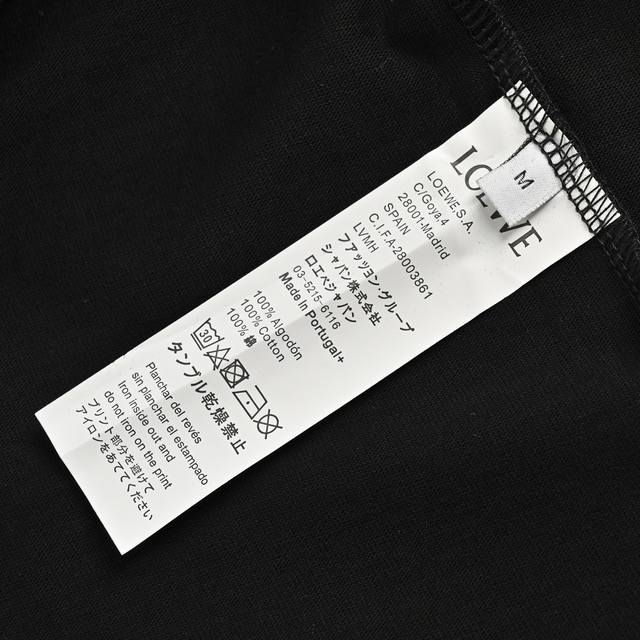 LOEWE
M
LOEWE S.A.
C/Goya,4
28001-Madrid
SPAIN
C.I.F.A-28003861
LVMH
ファッション・グループ
ジャパン株式会社
ロエベジャパン
03-5215-6116
Made in Portugal+
100% Algodón
100% Cotton
100% 綿
30
タンブル乾燥禁止
Planchar del revés
sin planchar el estampado
Iron inside out and
do not Iron on the print
プリント部分を避けて
アイロンをあててください